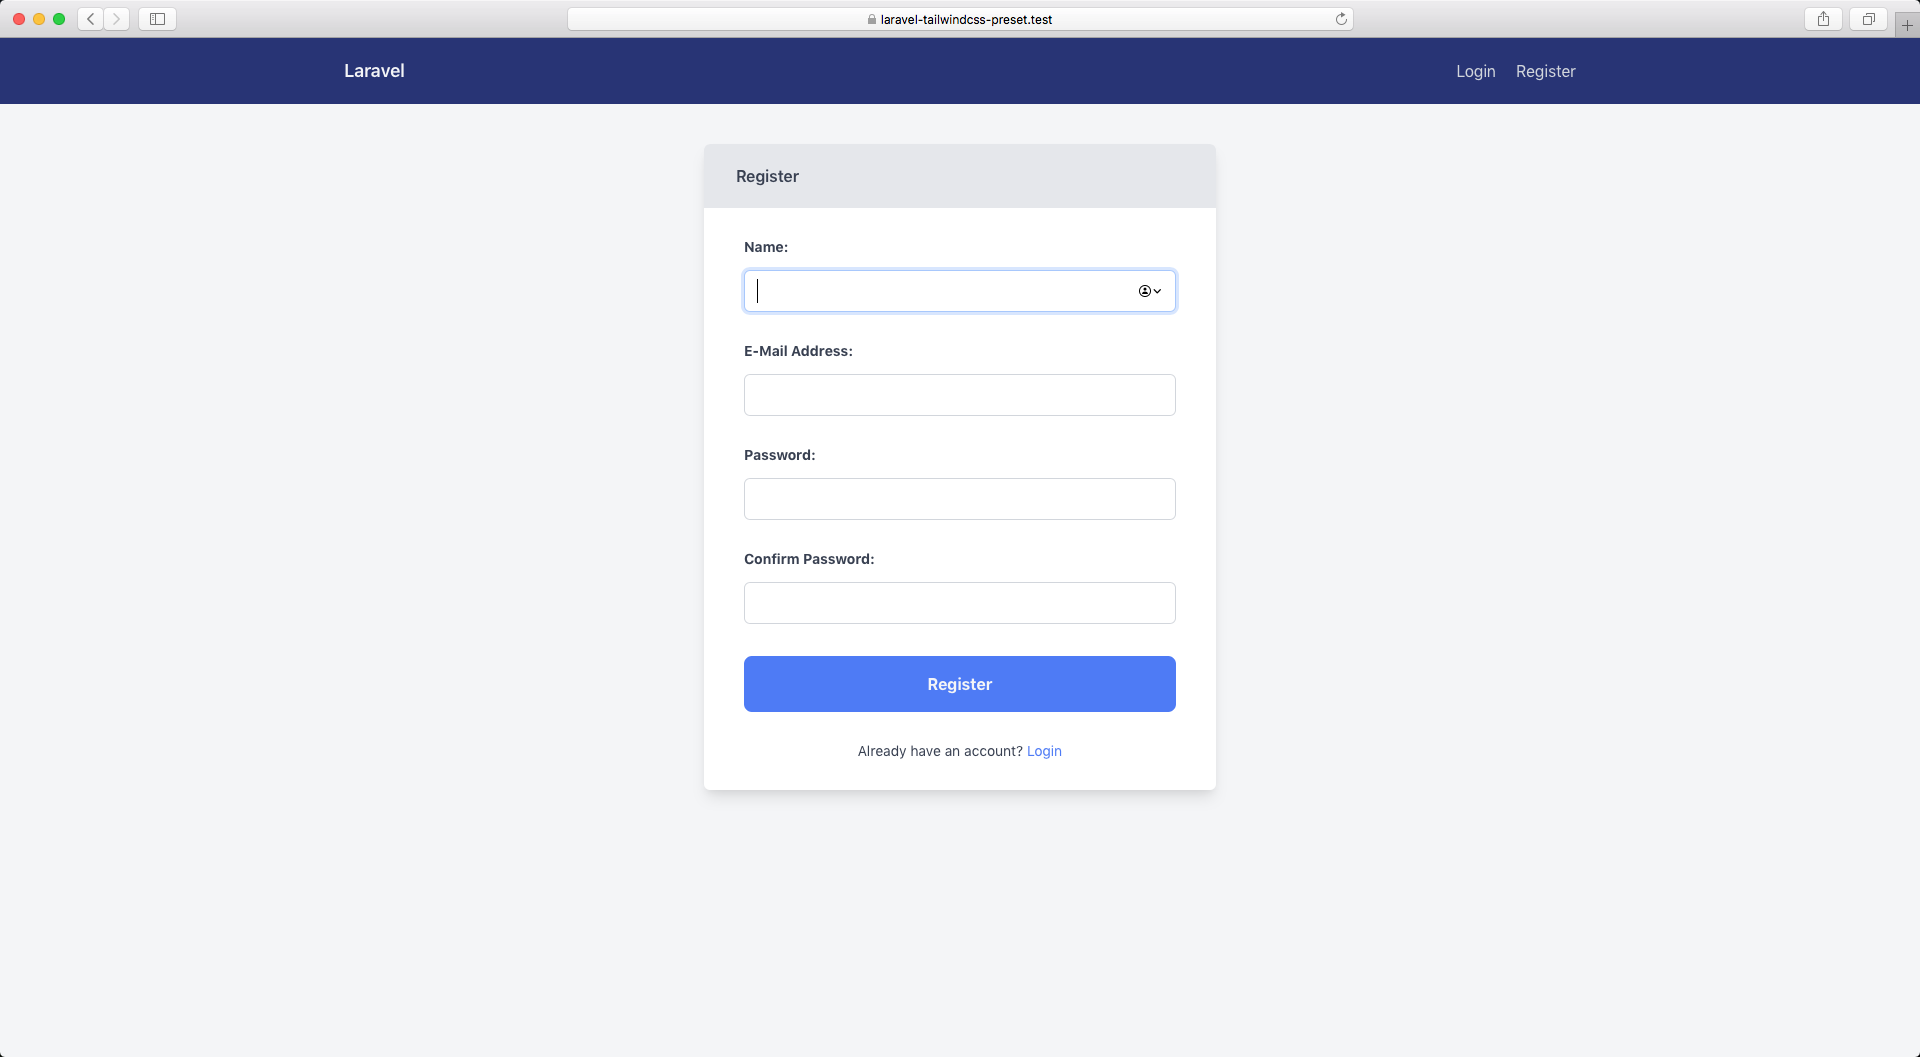 laravel-tailwindcss-preset.test
Laravel
Login Register
Register
Name:
E-Mail Address:
Password:
Confirm Password:
Register
Already have an account? Login